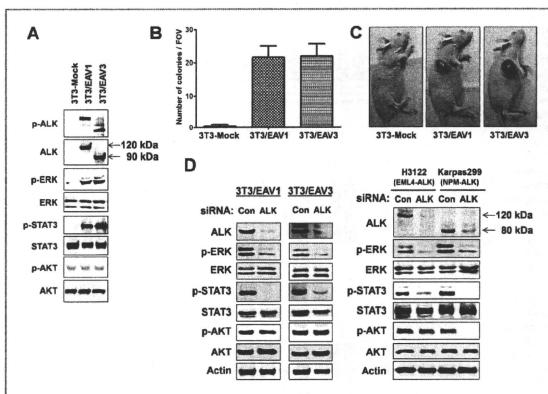 A
3T3-Mock
3T3/EAV1
3T3/EAV3
p-ALK
ALK
120 kDa
90 kDa
p-ERK
ERK
p-STAT3
STAT3
p-AKT
AKT
B
Number of colonies / FOV
30
20
10
0
3T3-Mock 3T3/EAV1 3T3/EAV3
C
3T3-Mock 3T3/EAV1 3T3/EAV3
D
3T3/EAV1 3T3/EAV3
siRNA: Con ALK Con ALK
ALK
p-ERK
ERK
p-STAT3
STAT3
p-AKT
AKT
Actin
H3122 Karpas299
(EML4-ALK) (NPM-ALK)
siRNA: Con ALK Con ALK
ALK
120 kDa
80 kDa
p-ERK
ERK
p-STAT3
STAT3
p-AKT
AKT
Actin